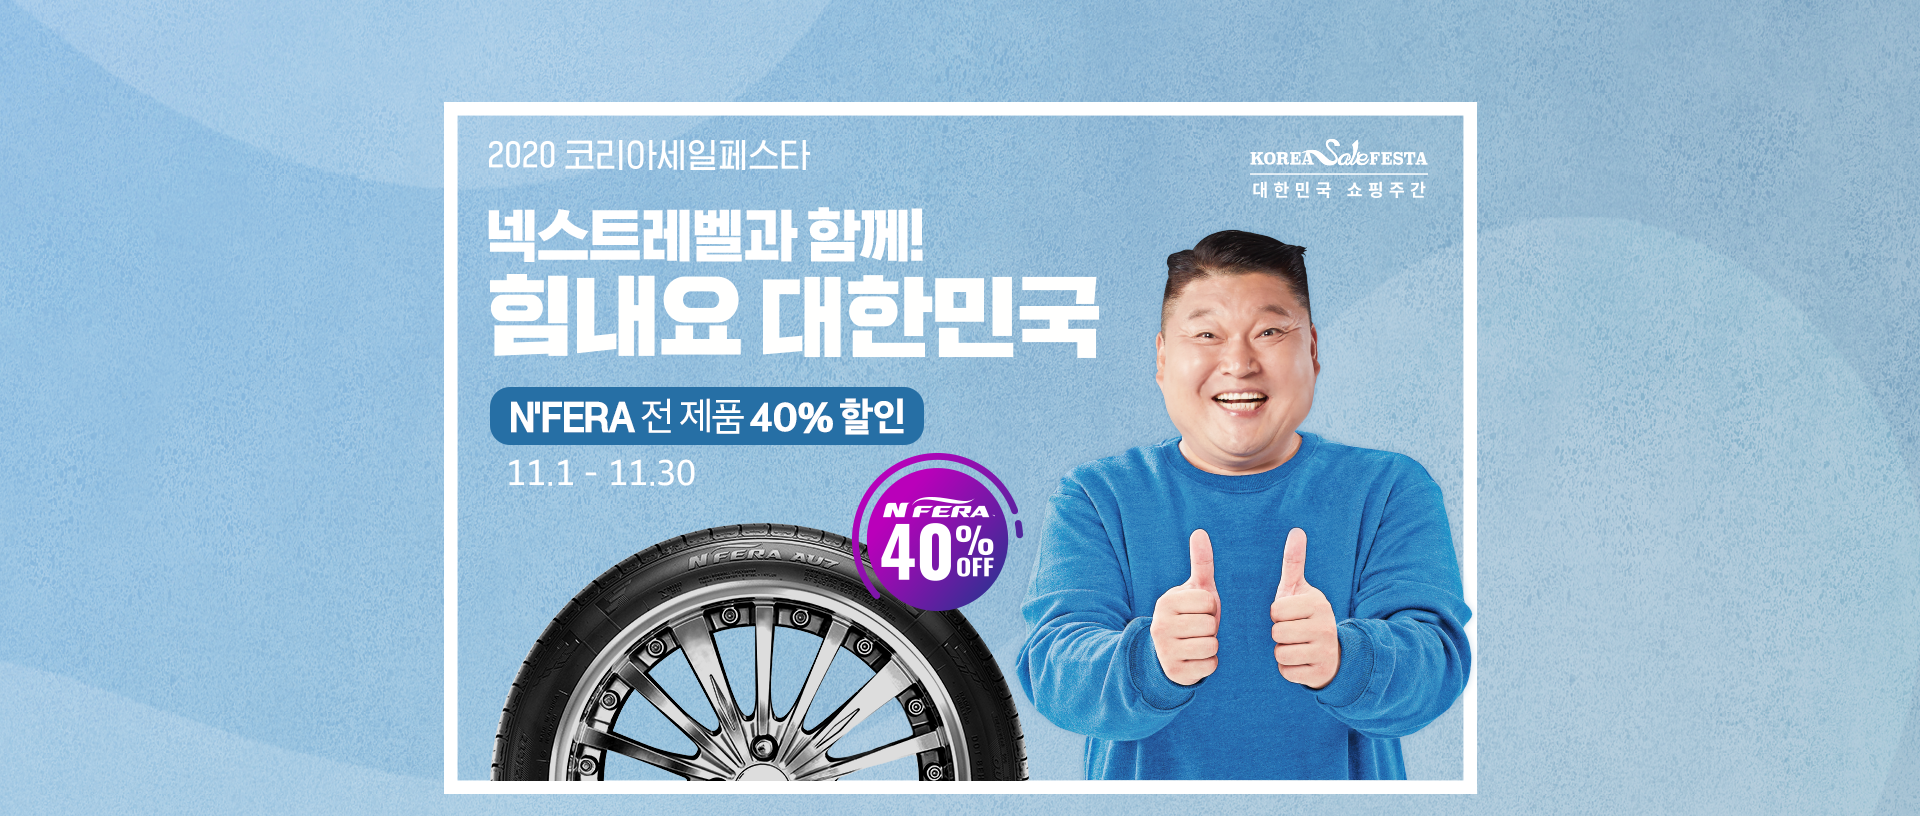 2020 코리아세일페스타
KOREA Sale FESTA
대한민국 쇼핑주간
넥스트레벨과 함께!
힘내요 대한민국
N'FERA 전 제품 40% 할인
11.1 - 11.30
N'FERA
40% OFF
N'FERA AU7